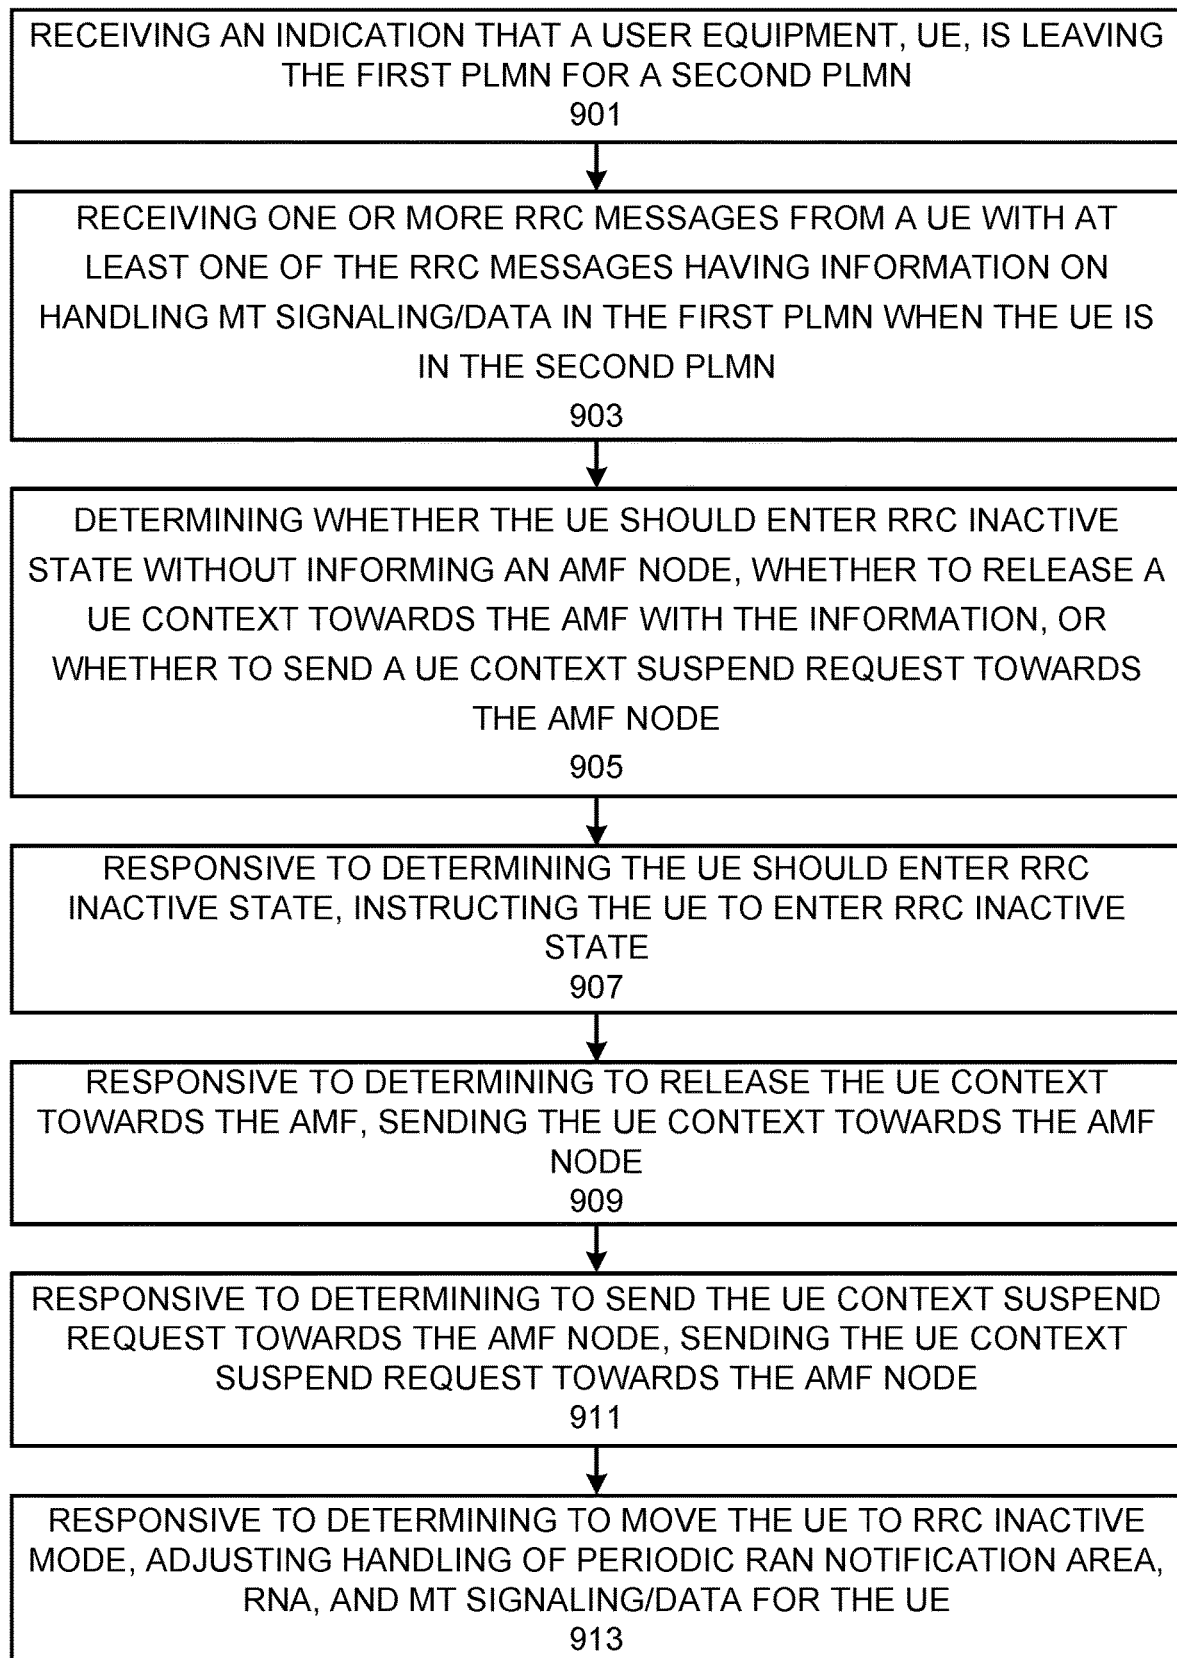 RECEIVING AN INDICATION THAT A USER EQUIPMENT, UE, IS LEAVING
THE FIRST PLMN FOR A SECOND PLMN
901
RECEIVING ONE OR MORE RRC MESSAGES FROM A UE WITH AT
LEAST ONE OF THE RRC MESSAGES HAVING INFORMATION ON
HANDLING MT SIGNALING/DATA IN THE FIRST PLMN WHEN THE UE IS
IN THE SECOND PLMN
903
DETERMINING WHETHER THE UE SHOULD ENTER RRC INACTIVE
STATE WITHOUT INFORMING AN AMF NODE, WHETHER TO RELEASE A
UE CONTEXT TOWARDS THE AMF WITH THE INFORMATION, OR
WHETHER TO SEND A UE CONTEXT SUSPEND REQUEST TOWARDS
THE AMF NODE
905
RESPONSIVE TO DETERMINING THE UE SHOULD ENTER RRC
INACTIVE STATE, INSTRUCTING THE UE TO ENTER RRC INACTIVE
STATE
907
RESPONSIVE TO DETERMINING TO RELEASE THE UE CONTEXT
TOWARDS THE AMF, SENDING THE UE CONTEXT TOWARDS THE AMF
NODE
909
RESPONSIVE TO DETERMINING TO SEND THE UE CONTEXT SUSPEND
REQUEST TOWARDS THE AMF NODE, SENDING THE UE CONTEXT
SUSPEND REQUEST TOWARDS THE AMF NODE
911
RESPONSIVE TO DETERMINING TO MOVE THE UE TO RRC INACTIVE
MODE, ADJUSTING HANDLING OF PERIODIC RAN NOTIFICATION AREA,
RNA, AND MT SIGNALING/DATA FOR THE UE
913